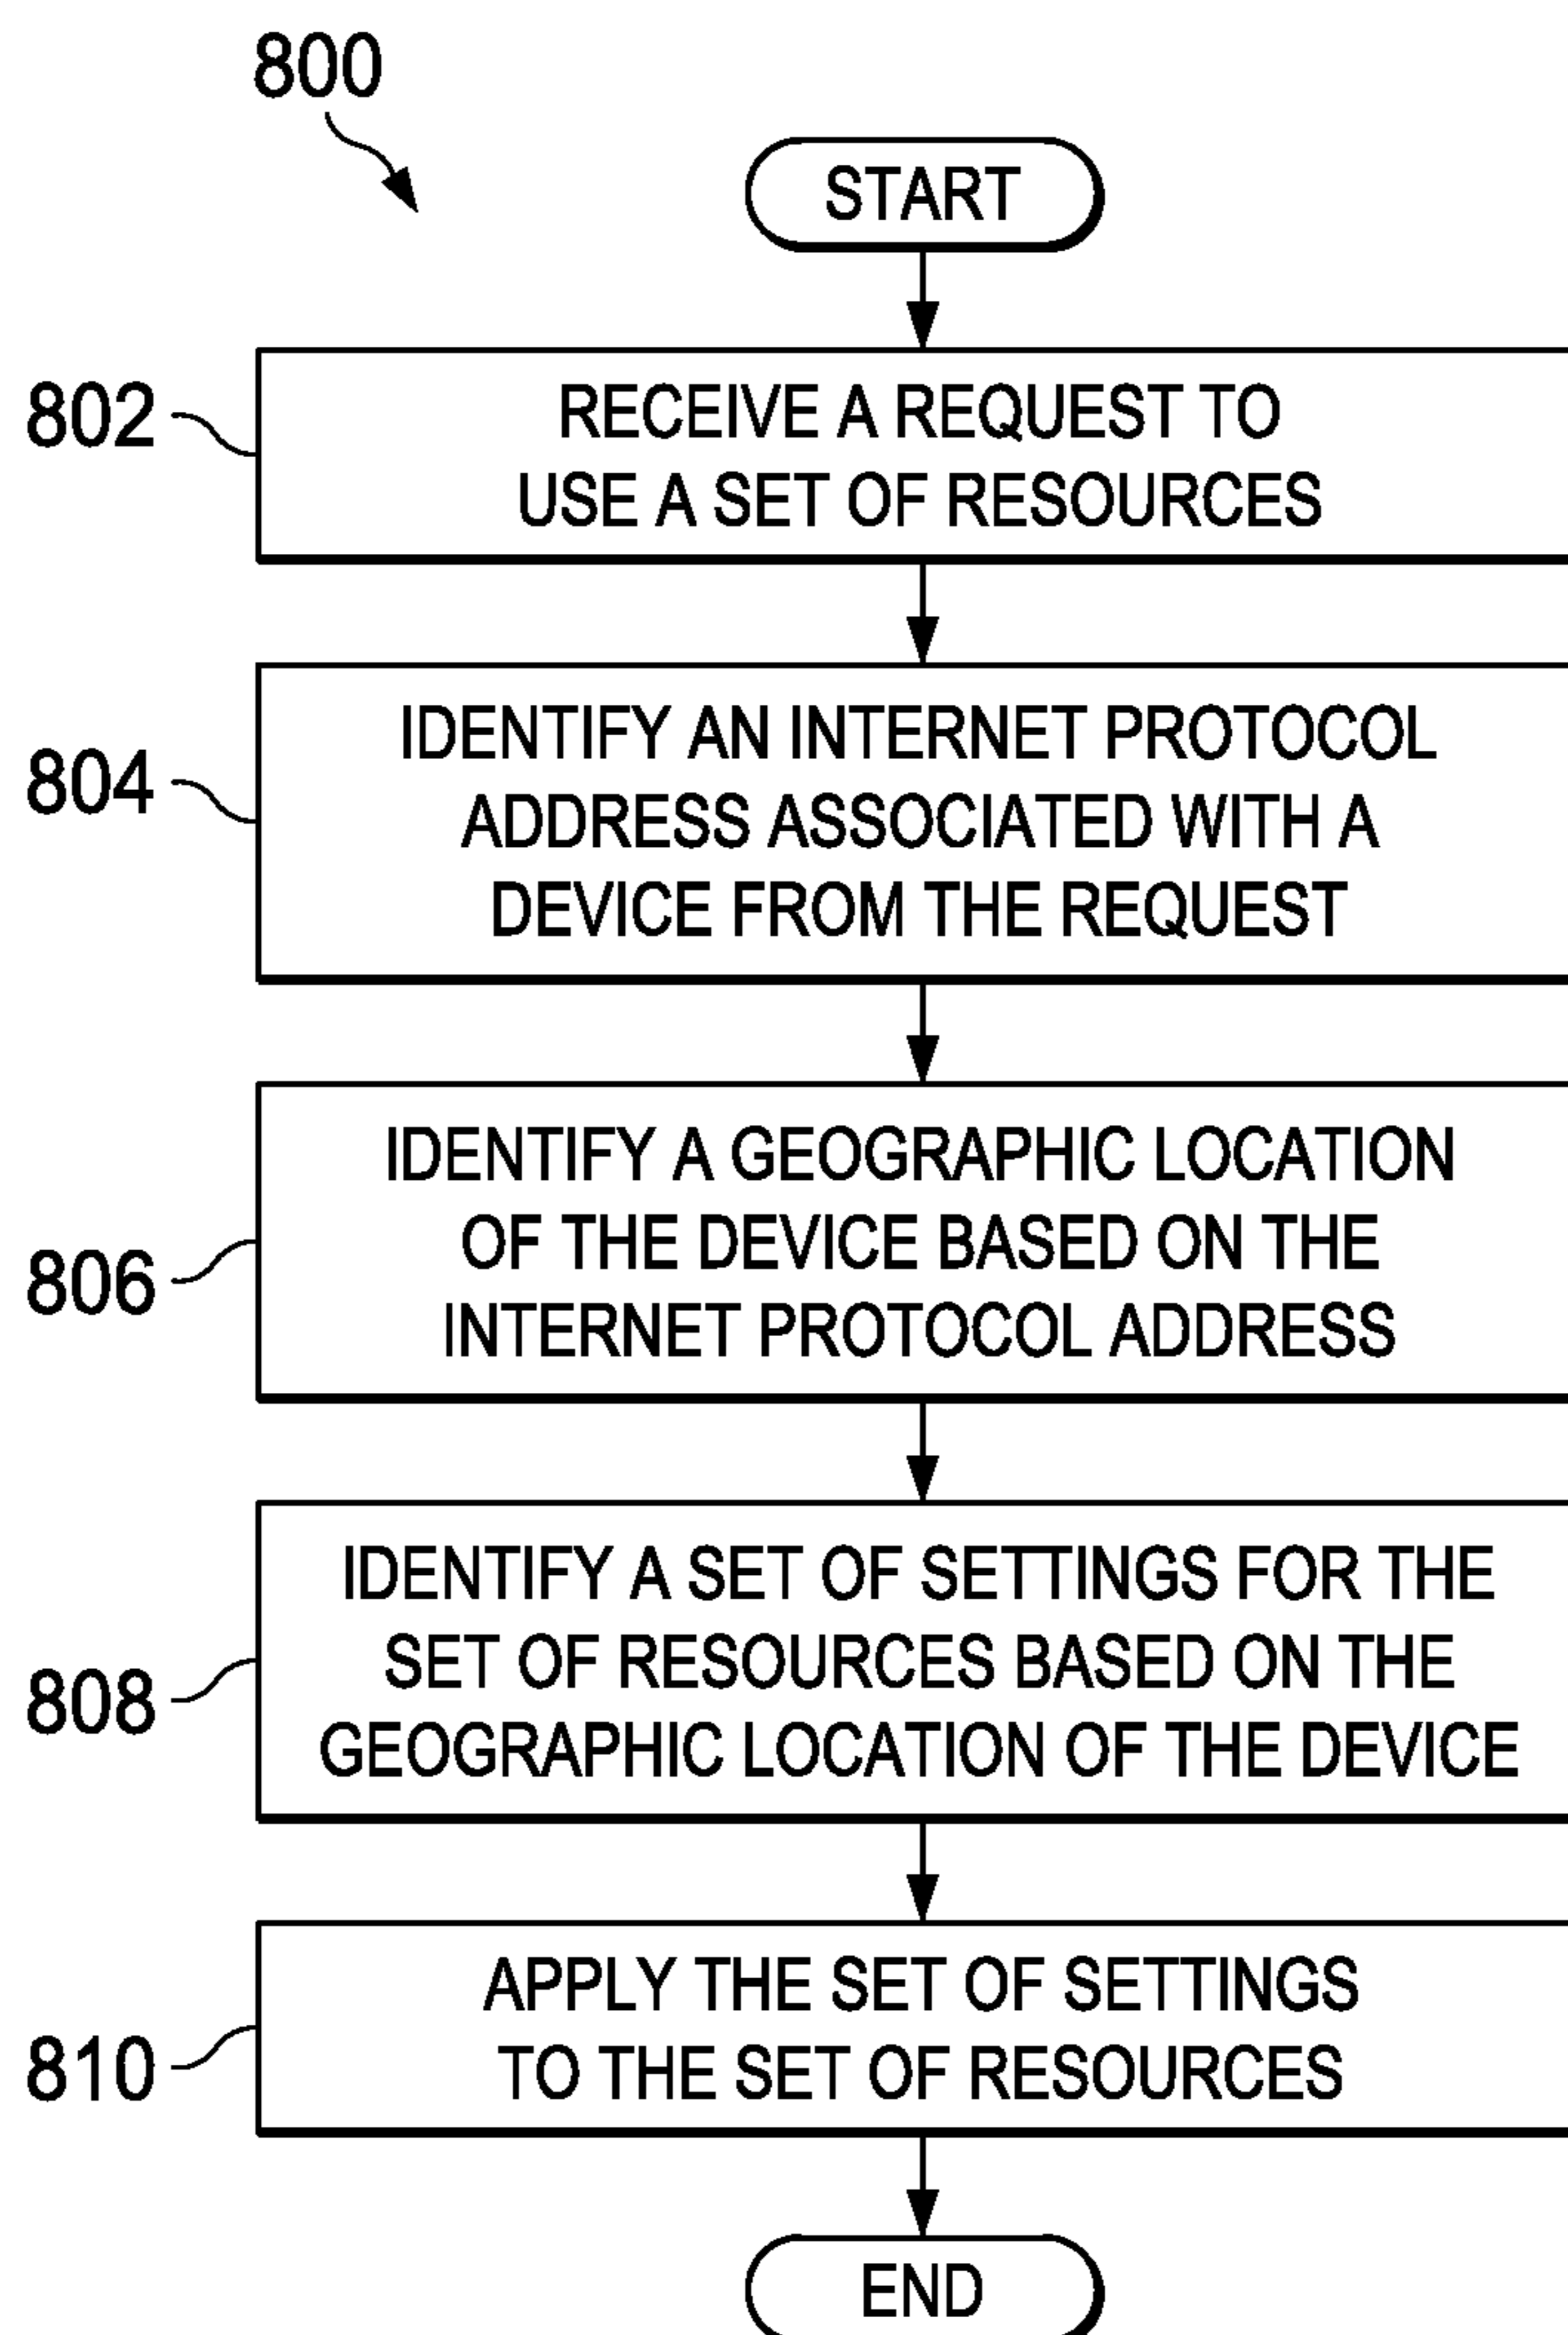 800
START
802
RECEIVE A REQUEST TO
USE A SET OF RESOURCES
804
IDENTIFY AN INTERNET PROTOCOL
ADDRESS ASSOCIATED WITH A
DEVICE FROM THE REQUEST
806
IDENTIFY A GEOGRAPHIC LOCATION
OF THE DEVICE BASED ON THE
INTERNET PROTOCOL ADDRESS
808
IDENTIFY A SET OF SETTINGS FOR THE
SET OF RESOURCES BASED ON THE
GEOGRAPHIC LOCATION OF THE DEVICE
810
APPLY THE SET OF SETTINGS
TO THE SET OF RESOURCES
END